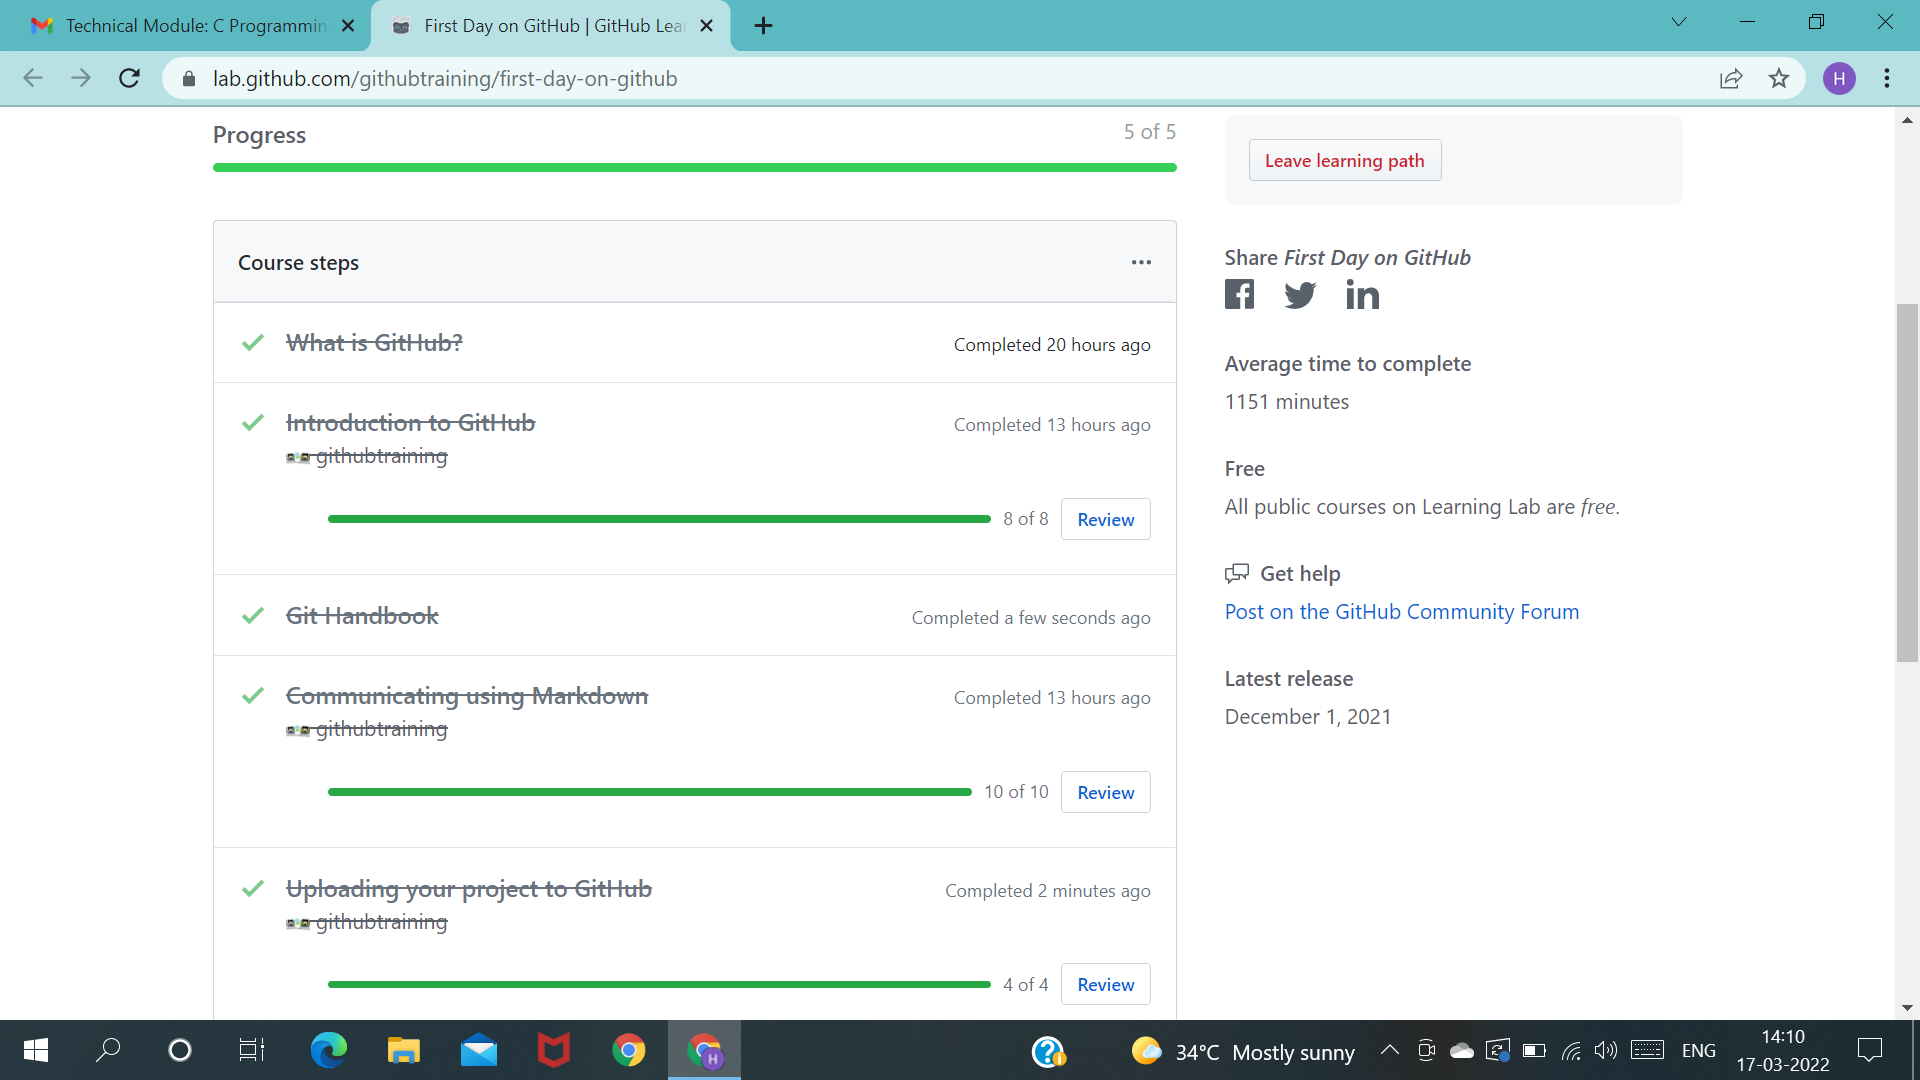 Technical Module: C Programmin
First Day on GitHub | GitHub Lear
lab.github.com/githubtraining/first-day-on-github
H
Progress
5 of 5
Leave learning path
Course steps
What is GitHub?
Completed 20 hours ago
Introduction to GitHub
Completed 13 hours ago
githubtraining
8 of 8
Review
Git Handbook
Completed a few seconds ago
Communicating using Markdown
Completed 13 hours ago
githubtraining
10 of 10
Review
Uploading your project to GitHub
Completed 2 minutes ago
githubtraining
4 of 4
Review
Share First Day on GitHub
Average time to complete
1151 minutes
Free
All public courses on Learning Lab are free.
Get help
Post on the GitHub Community Forum
Latest release
December 1, 2021
H
34°C Mostly sunny
ENG
14:10
17-03-2022